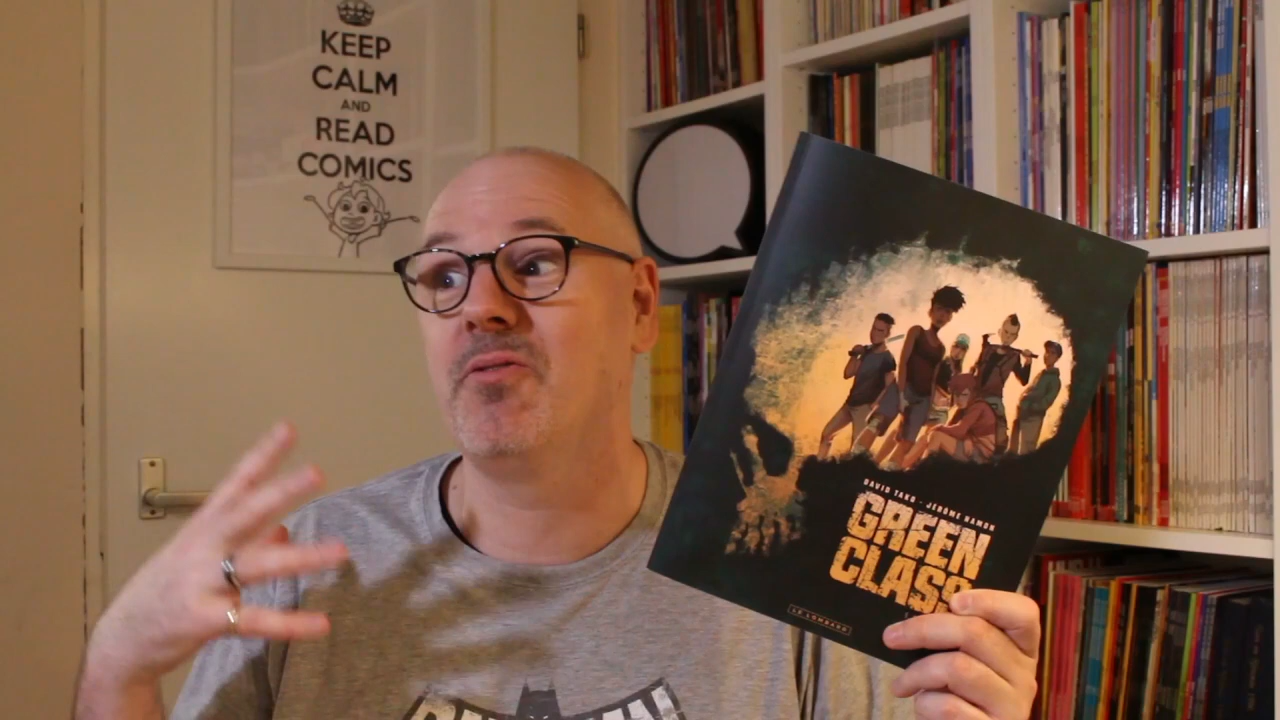 KEEP
CALM
AND
READ
COMICS
DAVID TAKO - JÉRÔME HAMON
GREEN
CLASS
LE LOMBARD